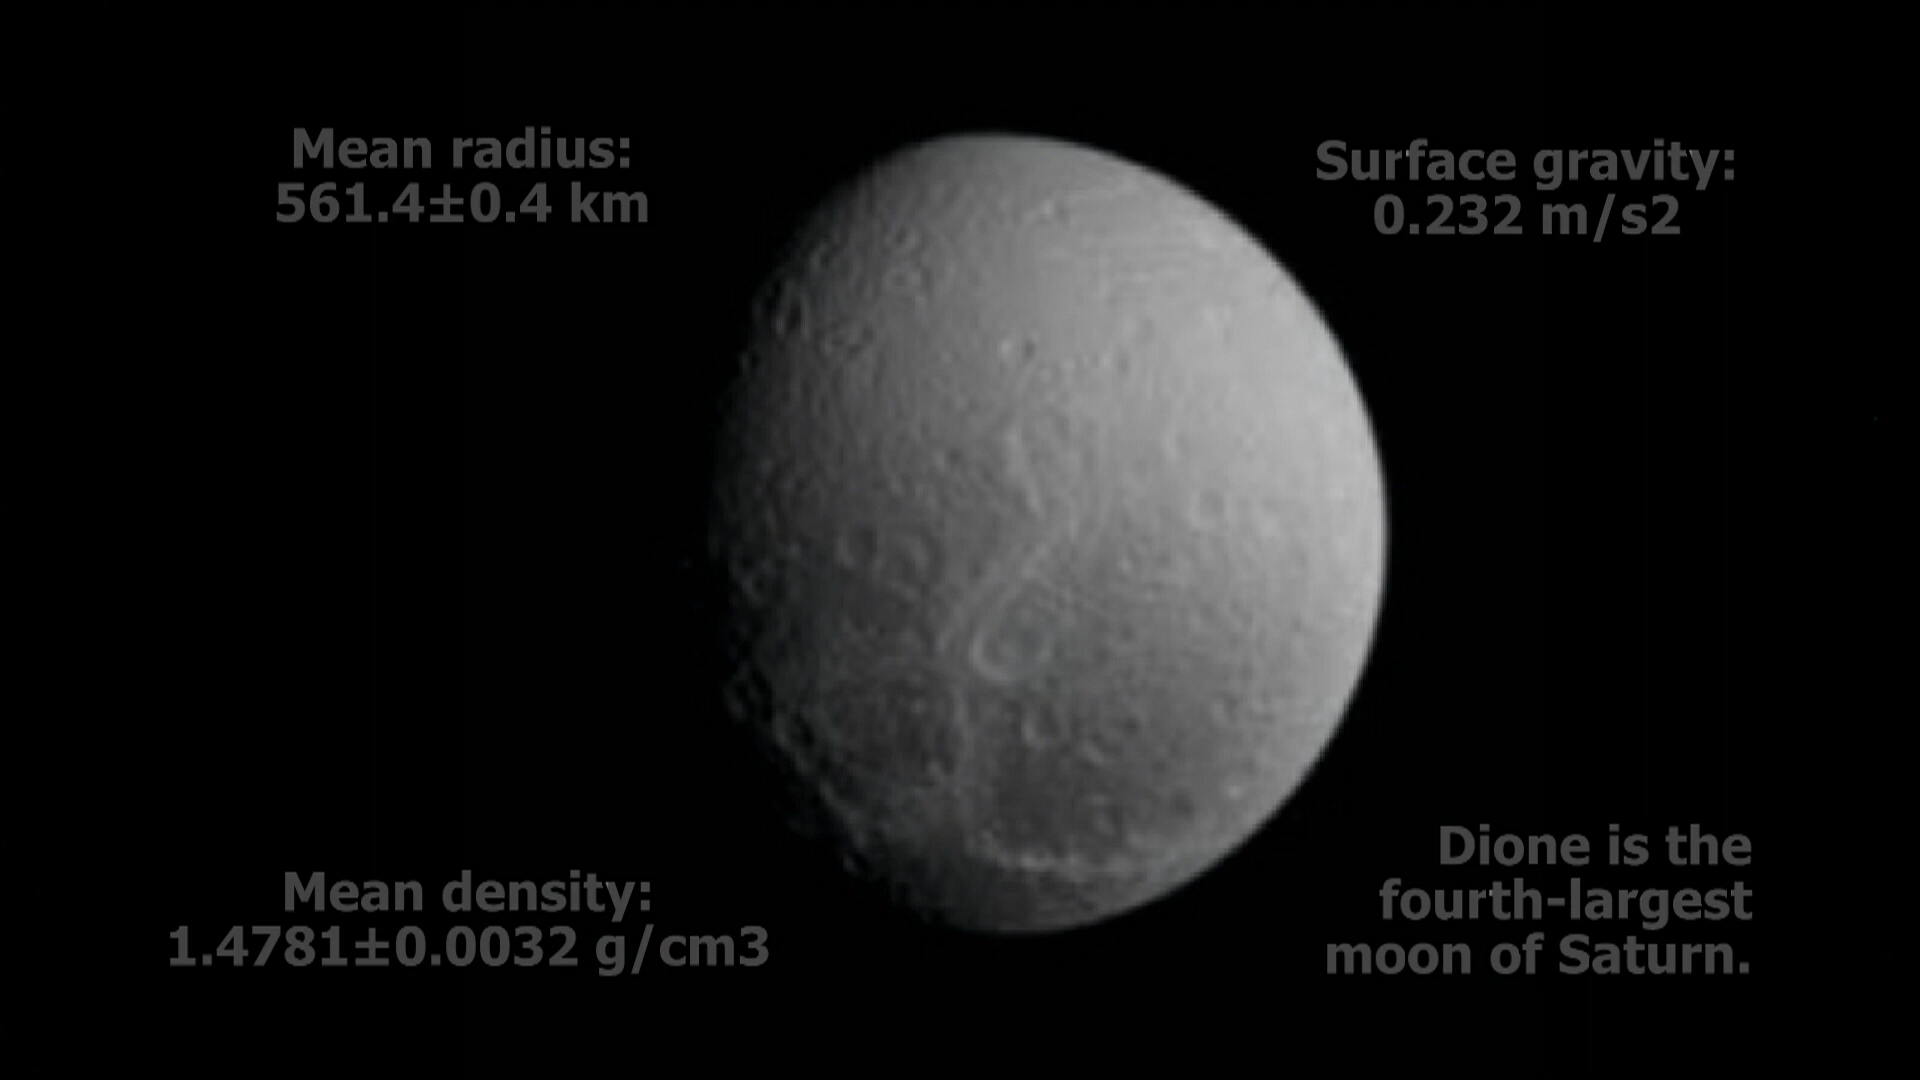 Mean radius:
561.4±0.4 km
Surface gravity:
0.232 m/s2
Mean density:
1.4781±0.0032 g/cm3
Dione is the
fourth-largest
moon of Saturn.